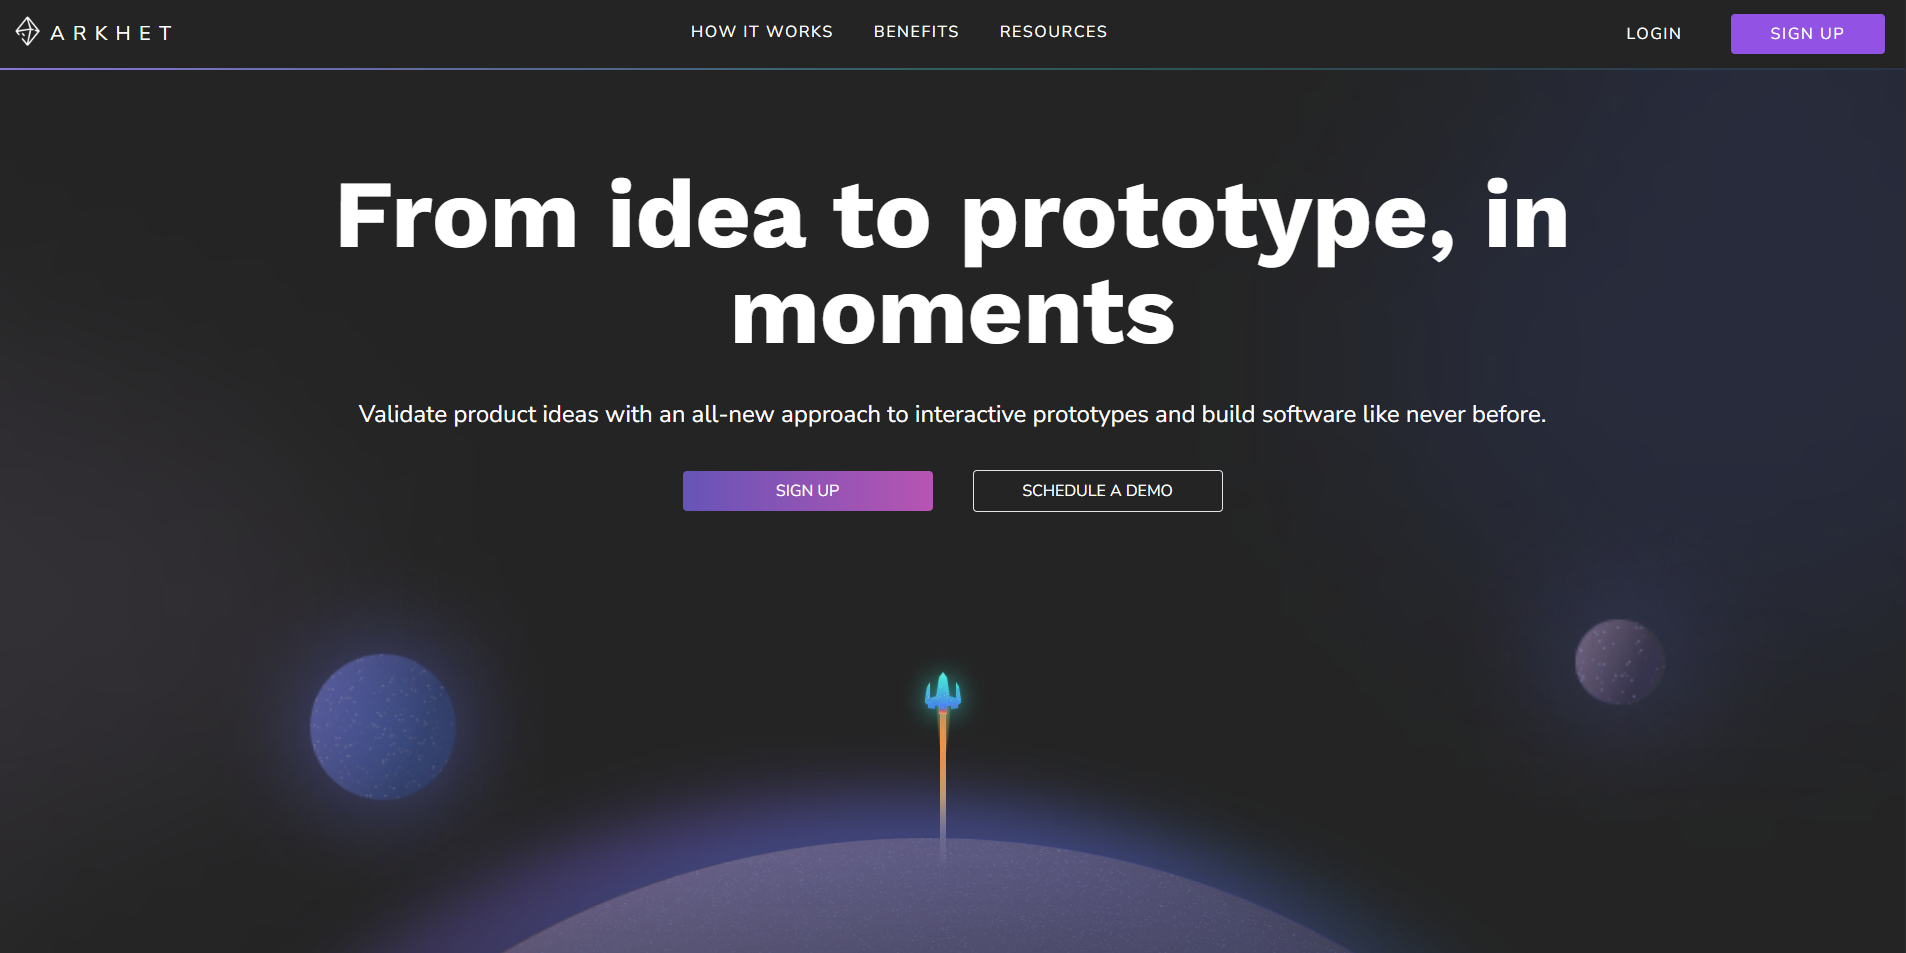 ARKHET
HOW IT WORKS
BENEFITS
RESOURCES
LOGIN
SIGN UP
From idea to prototype, in
moments
Validate product ideas with an all-new approach to interactive prototypes and build software like never before.
SIGN UP
SCHEDULE A DEMO